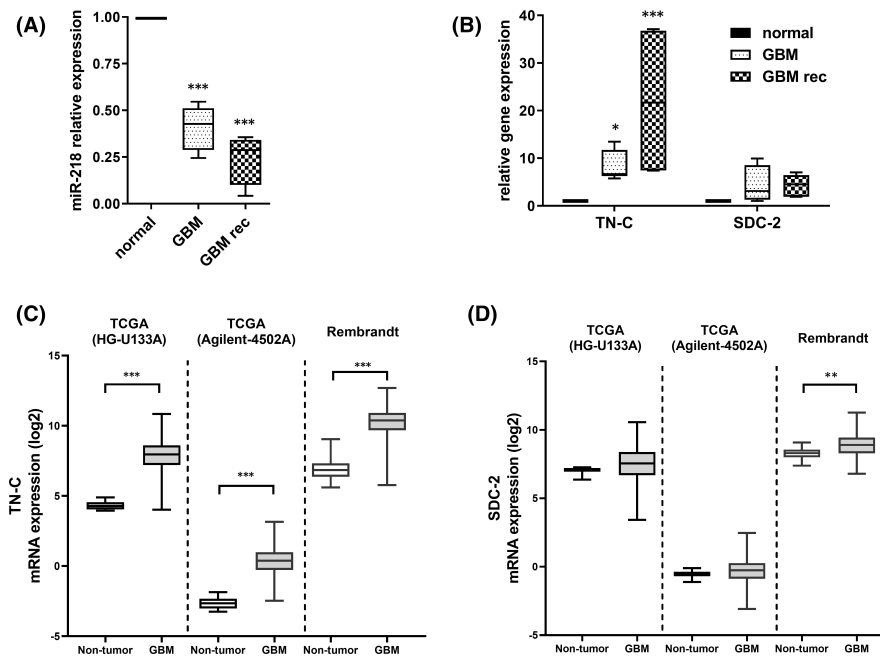 (A)
miR-218 relative expression
1.00
0.75
0.50
0.25
0.00
***
***
normal
GBM
GBM rec
(B)
relative gene expression
40
30
20
10
0
*
***
normal
GBM
GBM rec
TN-C
SDC-2
(C)
TCGA
(HG-U133A)
TCGA
(Agilent-4502A)
Rembrandt
TN-C
mRNA expression (log2)
15
10
5
0
-5
***
***
***
Non-tumor
GBM
Non-tumor
GBM
Non-tumor
GBM
(D)
TCGA
(HG-U133A)
TCGA
(Agilent-4502A)
Rembrandt
SDC-2
mRNA expression (log2)
15
10
5
0
-5
**
Non-tumor
GBM
Non-tumor
GBM
Non-tumor
GBM